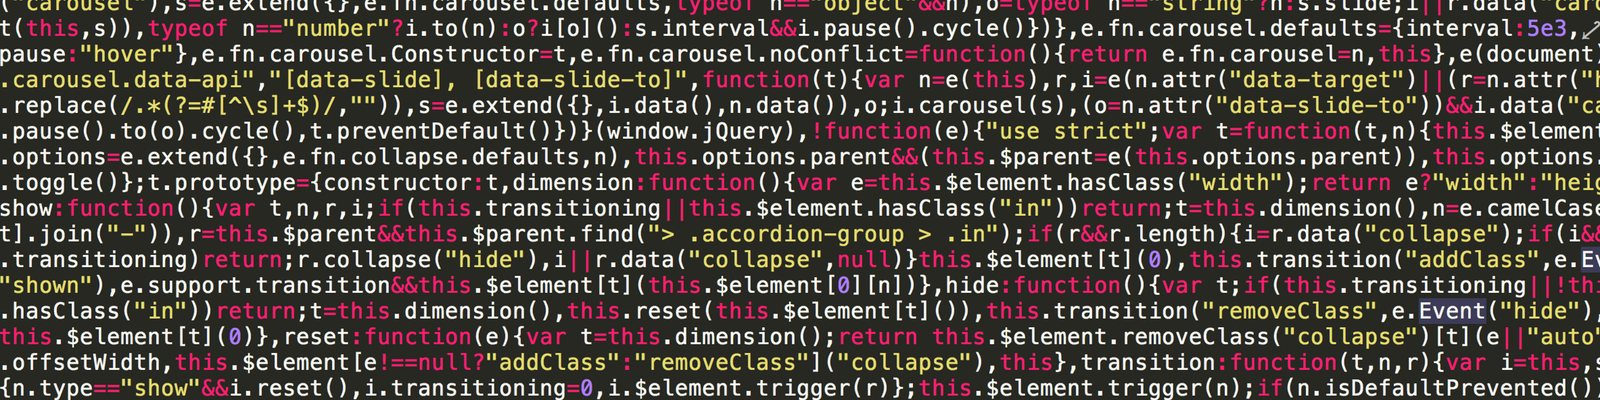 ("carousel"),s=e.extend({},e.fn.carousel.defaults,typeof n=="object"&&n),o=typeof n=="string"?n:s.slide;i||r.data("caro
t(this,s)),typeof n=="number"?i.to(n):o?i[o]():s.interval&&i.pause().cycle()})},e.fn.carousel.defaults={interval:5e3,
pause:"hover"},e.fn.carousel.Constructor=t,e.fn.carousel.noConflict=function(){return e.fn.carousel=n,this},e(document)
.carousel.data-api","[data-slide], [data-slide-to]",function(t){var n=e(this),r,i=e(n.attr("data-target")||(r=n.attr("h
.replace(/.*(?=#[^\s]+$)/,"")),s=e.extend({},i.data(),n.data()),o;i.carousel(s),(o=n.attr("data-slide-to"))&&i.data("ca
.pause().to(o).cycle(),t.preventDefault()})}(window.jQuery),!function(e){"use strict";var t=function(t,n){this.$element
.options=e.extend({},e.fn.collapse.defaults,n),this.options.parent&&(this.$parent=e(this.options.parent)),this.options.
.toggle()};t.prototype={constructor:t,dimension:function(){var e=this.$element.hasClass("width");return e?"width":"heig
show:function(){var t,n,r,i;if(this.transitioning||this.$element.hasClass("in"))return;t=this.dimension(),n=e.camelCase
t].join("-")),r=this.$parent&&this.$parent.find("> .accordion-group > .in");if(r&&r.length){i=r.data("collapse");if(i&&
.transitioning)return;r.collapse("hide"),i||r.data("collapse",null)}this.$element[t](0),this.transition("addClass",e.Ev
"shown"),e.support.transition&&this.$element[t](this.$element[0][n])},hide:function(){var t;if(this.transitioning||!thi
.hasClass("in"))return;t=this.dimension(),this.reset(this.$element[t]()),this.transition("removeClass",e.Event("hide"),
this.$element[t](0)},reset:function(e){var t=this.dimension();return this.$element.removeClass("collapse")[t](e||"auto"
.offsetWidth,this.$element[e!==null?"addClass":"removeClass"]("collapse"),this},transition:function(t,n,r){var i=this,s
{n.type=="show"&&i.reset(),i.transitioning=0,i.$element.trigger(r)};this.$element.trigger(n);if(n.isDefaultPrevented()